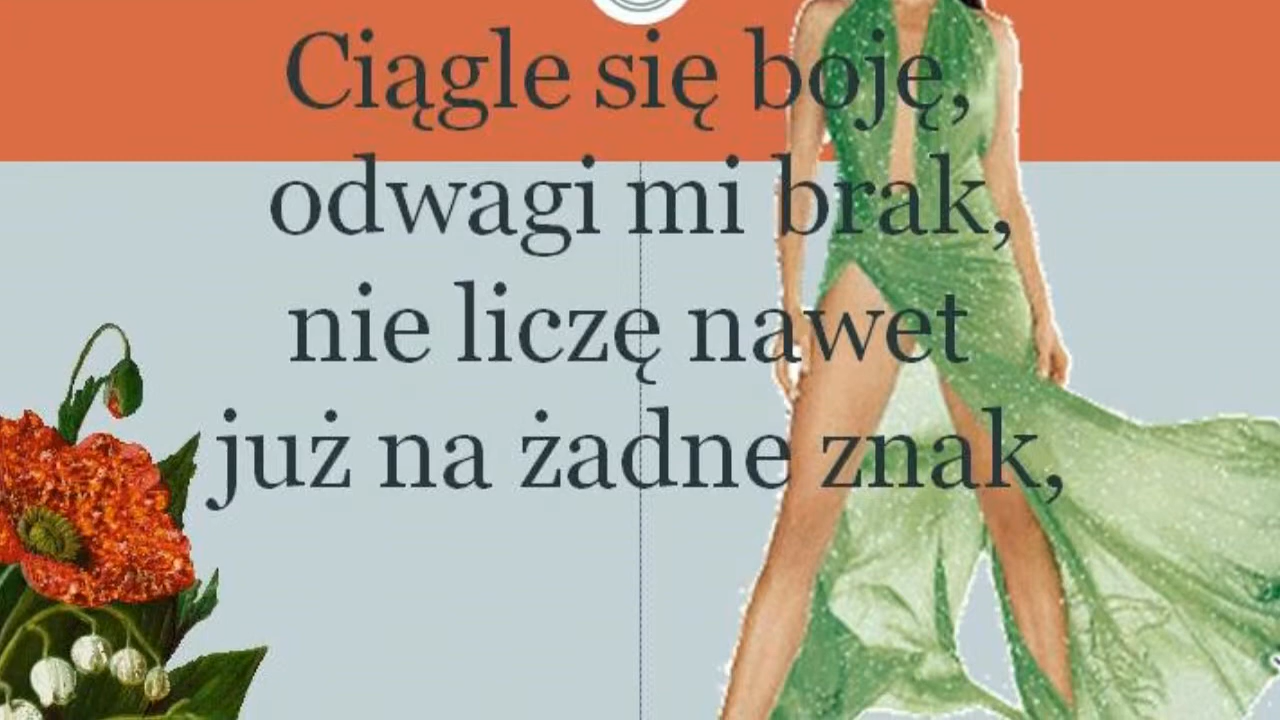 Ciągle się boję,
odwagi mi brak,
nie liczę nawet
już na żadne znak,